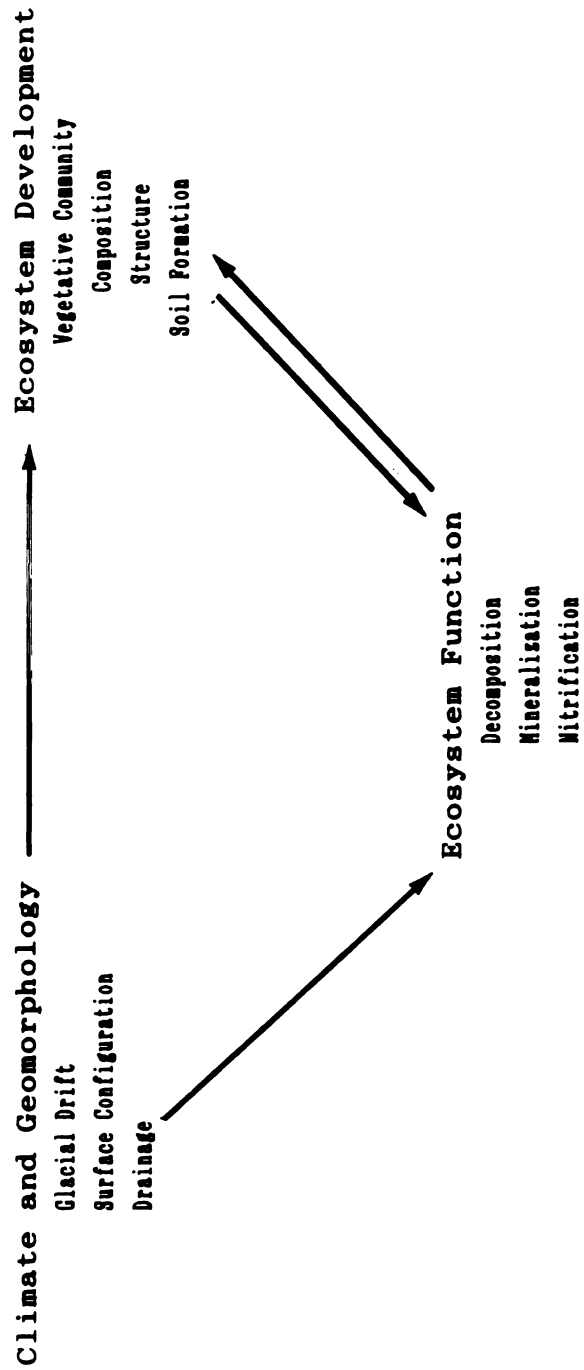 Climate and Geomorphology
Glacial Drift
Surface Configuration
Drainage
Ecosystem Development
Vegetative Community
Composition
Structure
Soil Formation
Ecosystem Function
Decomposition
Mineralization
Nitrification